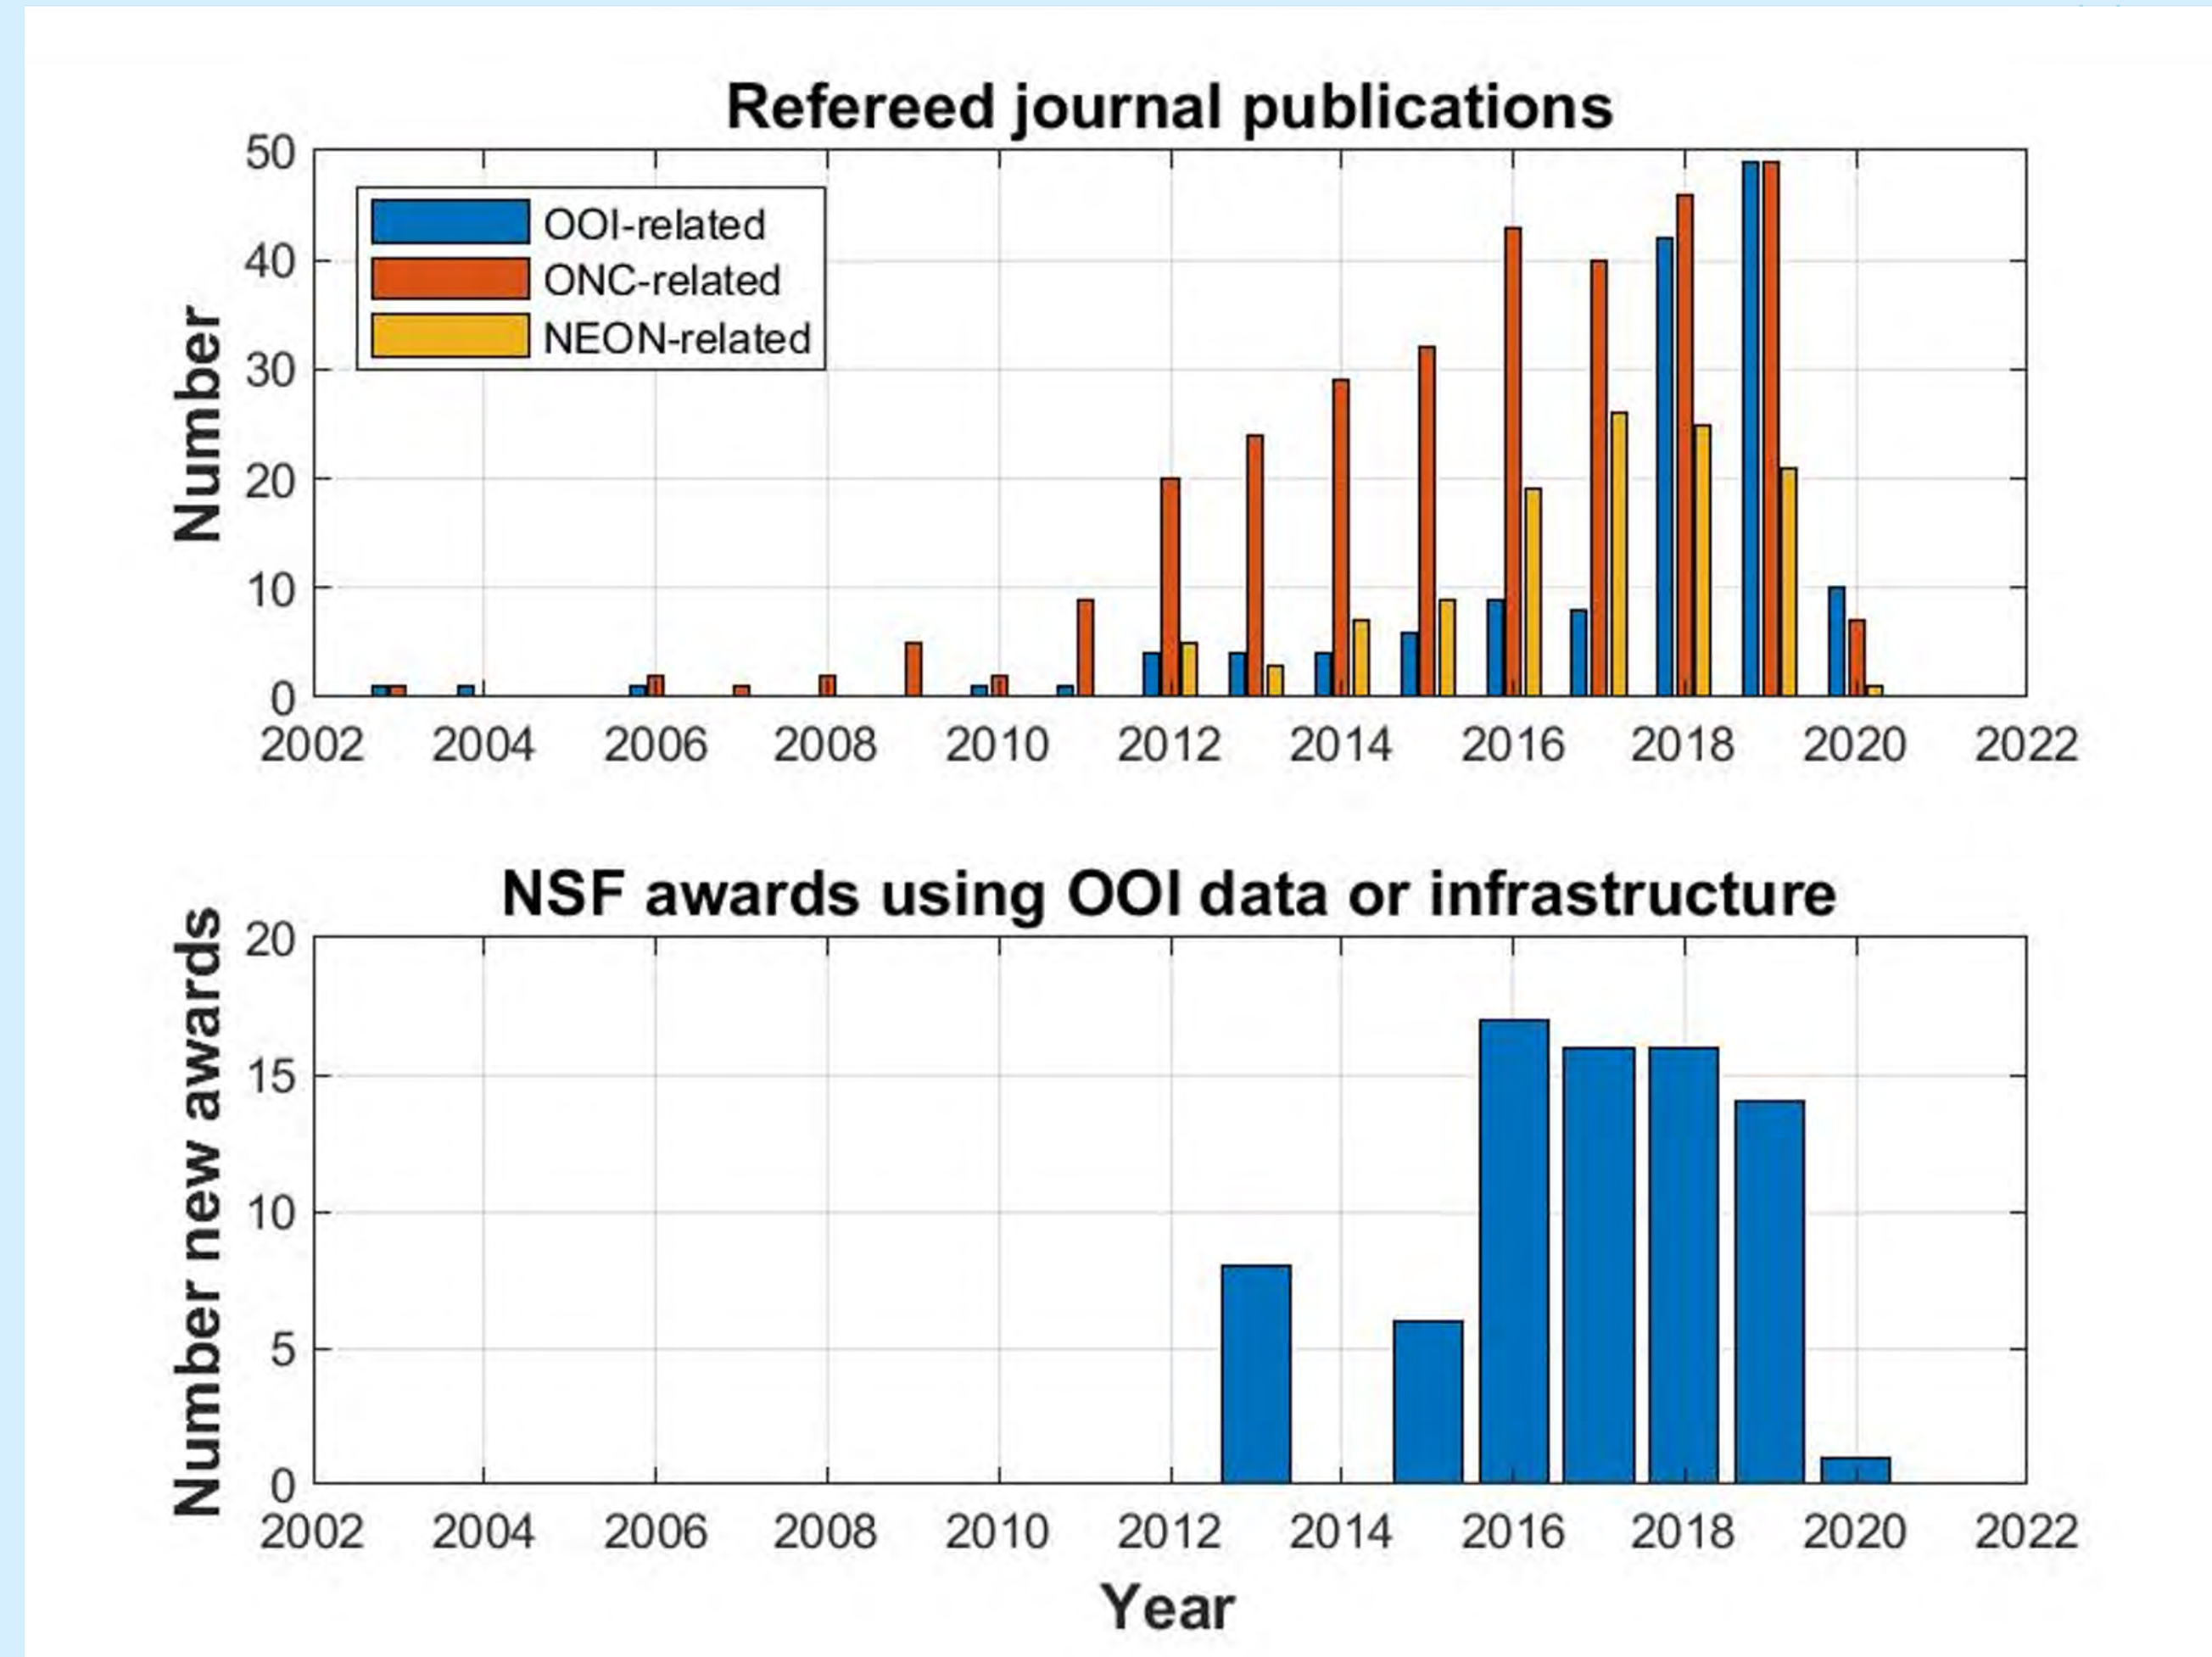 Refereed journal publications
50
40
30
20
10
0
Number
OOI-related
ONC-related
NEON-related
2002 2004 2006 2008 2010 2012 2014 2016 2018 2020 2022
NSF awards using OOI data or infrastructure
20
15
10
5
0
Number new awards
2002 2004 2006 2008 2010 2012 2014 2016 2018 2020 2022
Year